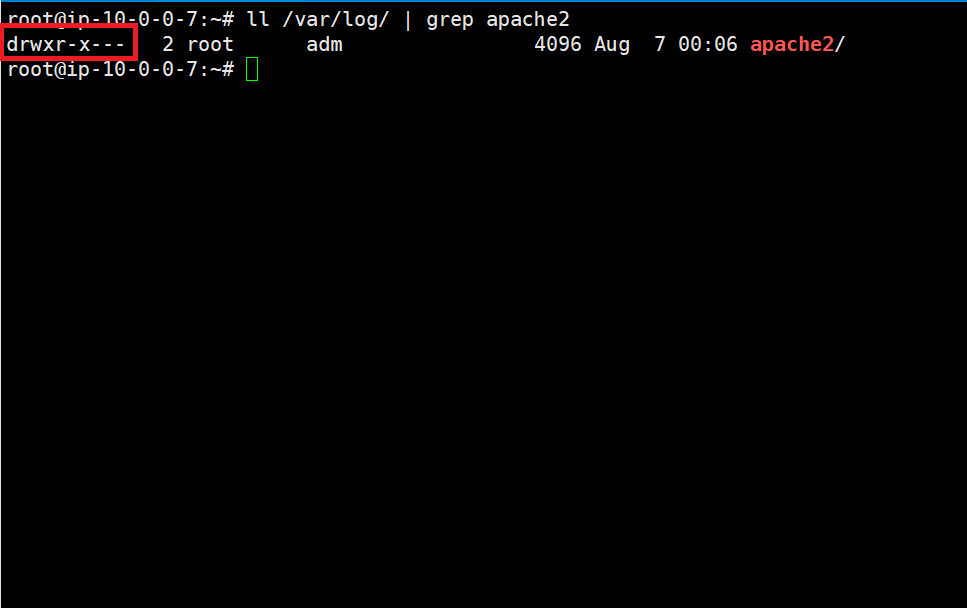 root@ip-10-0-0-7:~# ll /var/log/ | grep apache2
drwxr-x---   2 root      adm                4096 Aug  7 00:06 apache2/
root@ip-10-0-0-7:~#